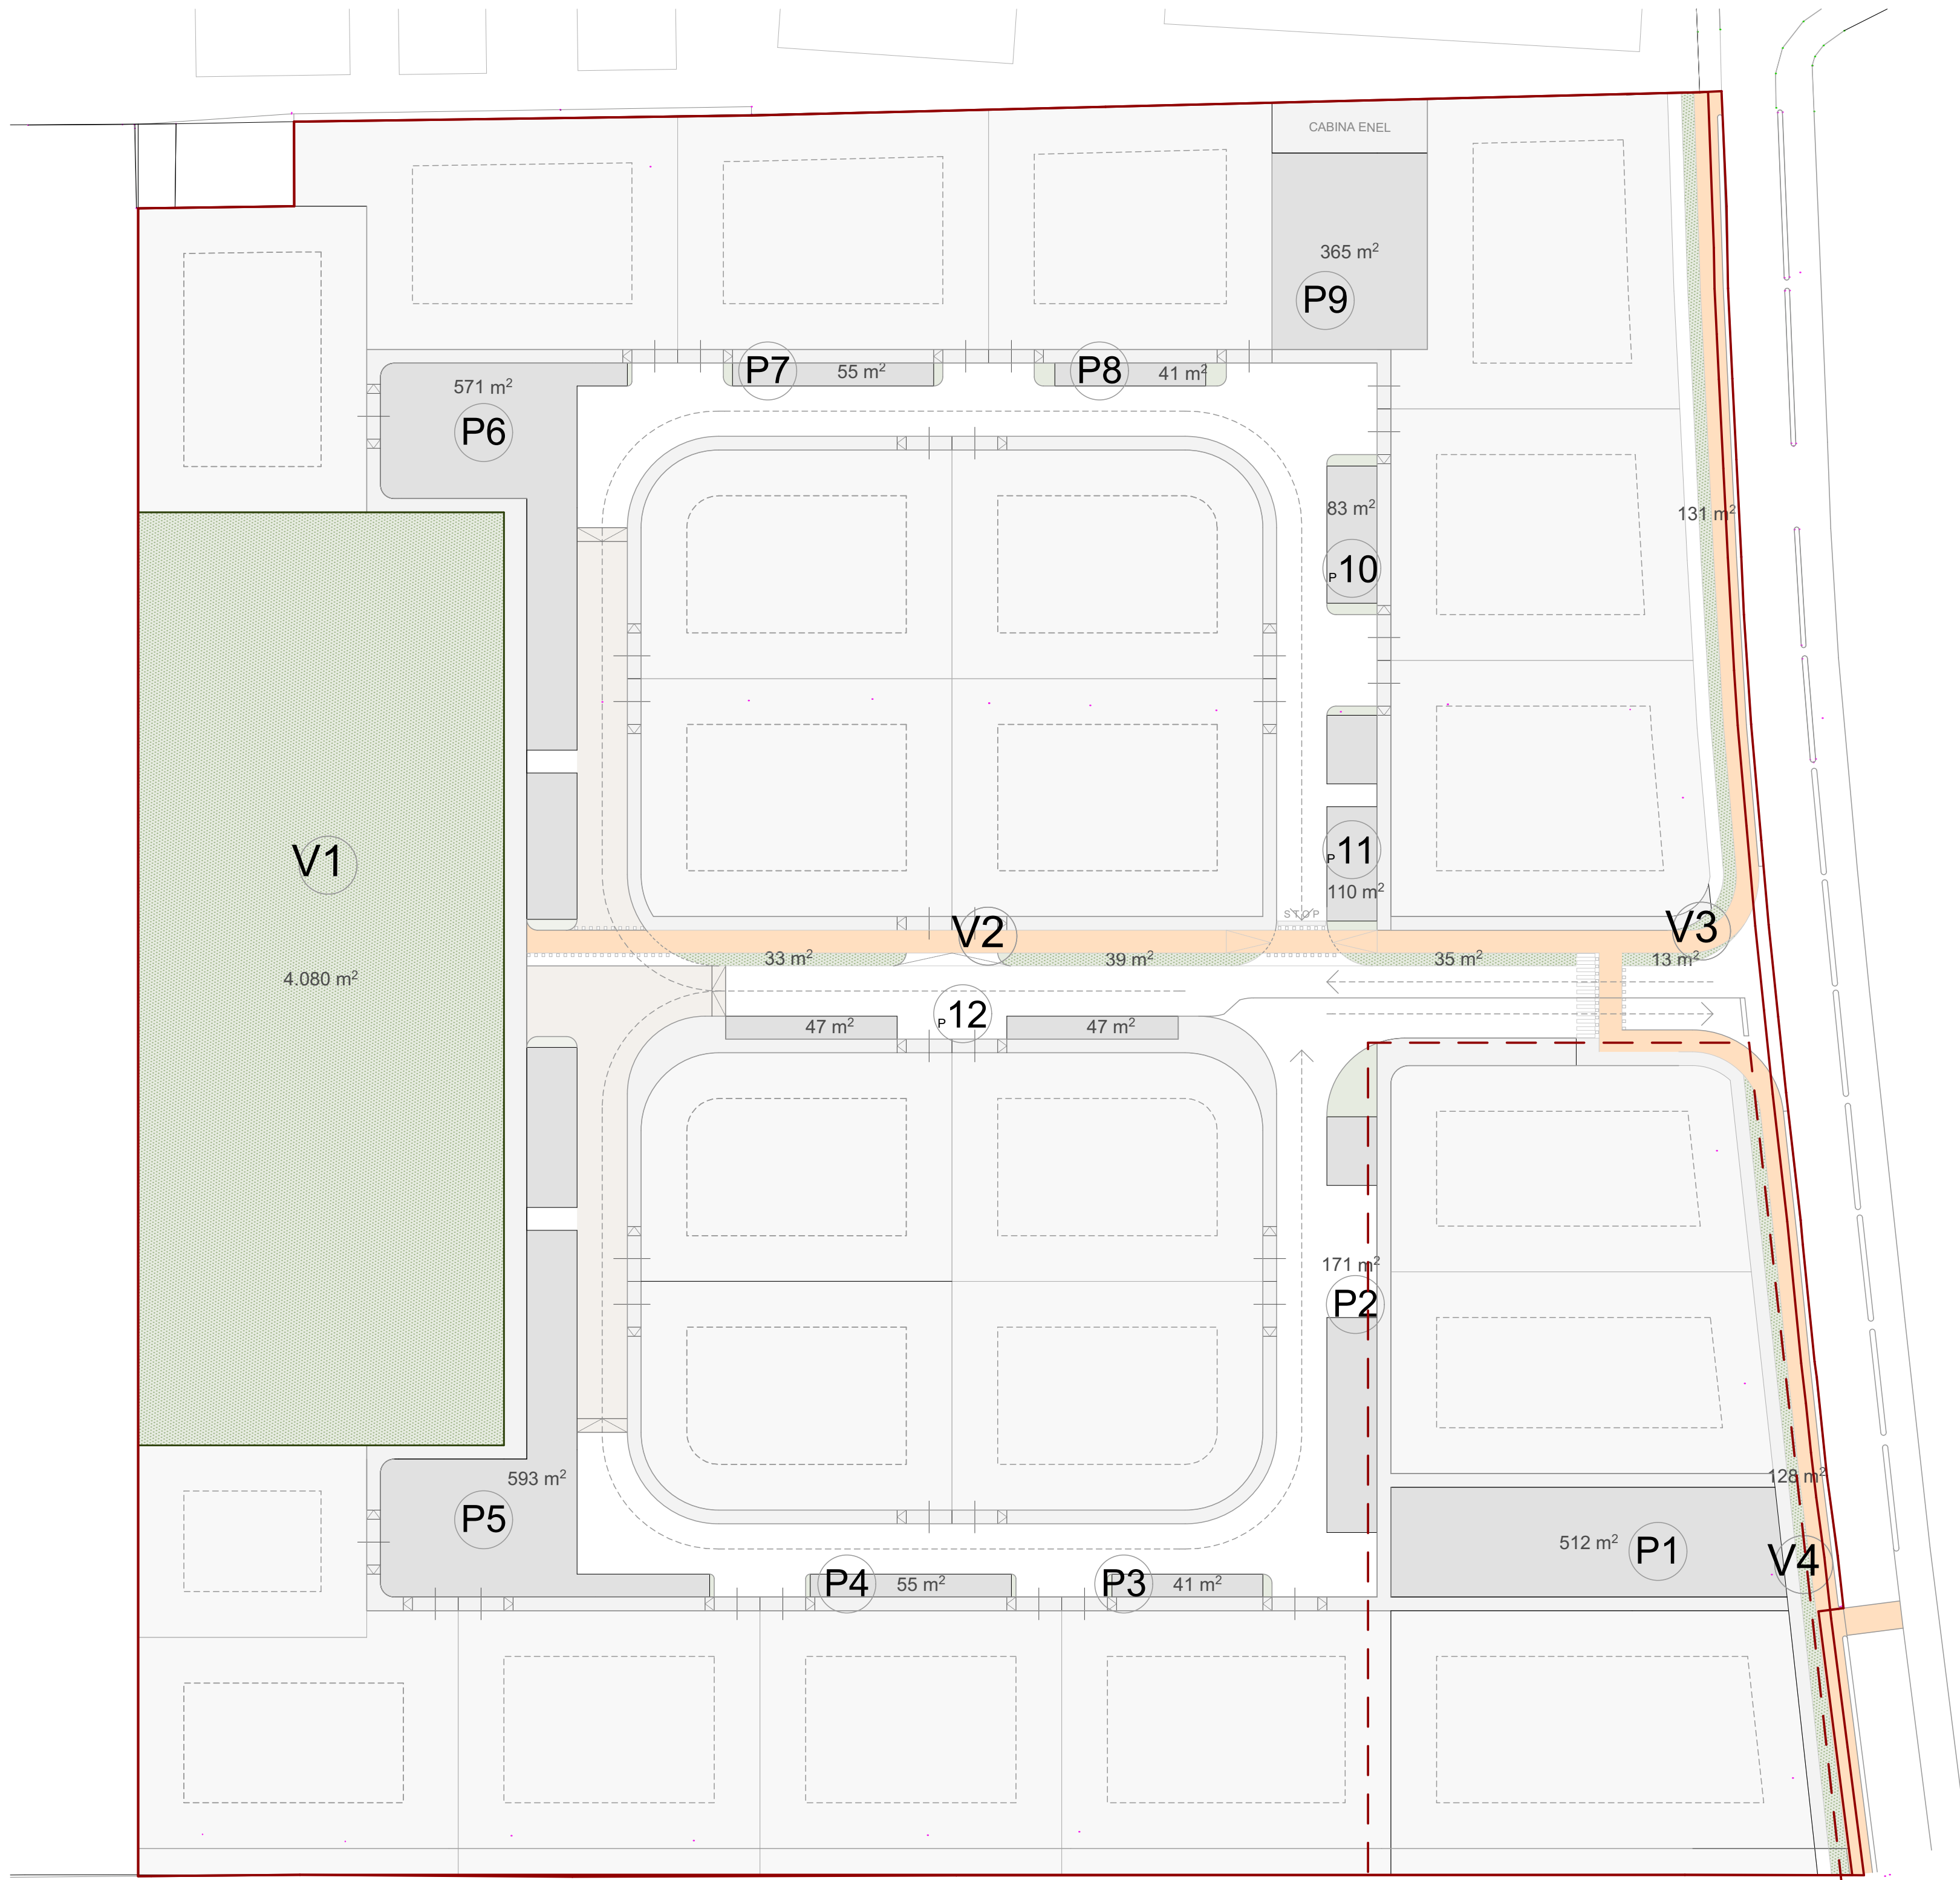 CABINA ENEL
365 m²
P9
P7
55 m²
P8
41 m²
571 m²
P6
83 m²
131 m²
P10
V1
P11
110 m²
STOP
V2
V3
33 m²
39 m²
35 m²
13 m²
4.080 m²
P12
47 m²
47 m²
171 m²
P2
593 m²
128 m²
P5
512 m²
P1
V4
P4
55 m²
P3
41 m²